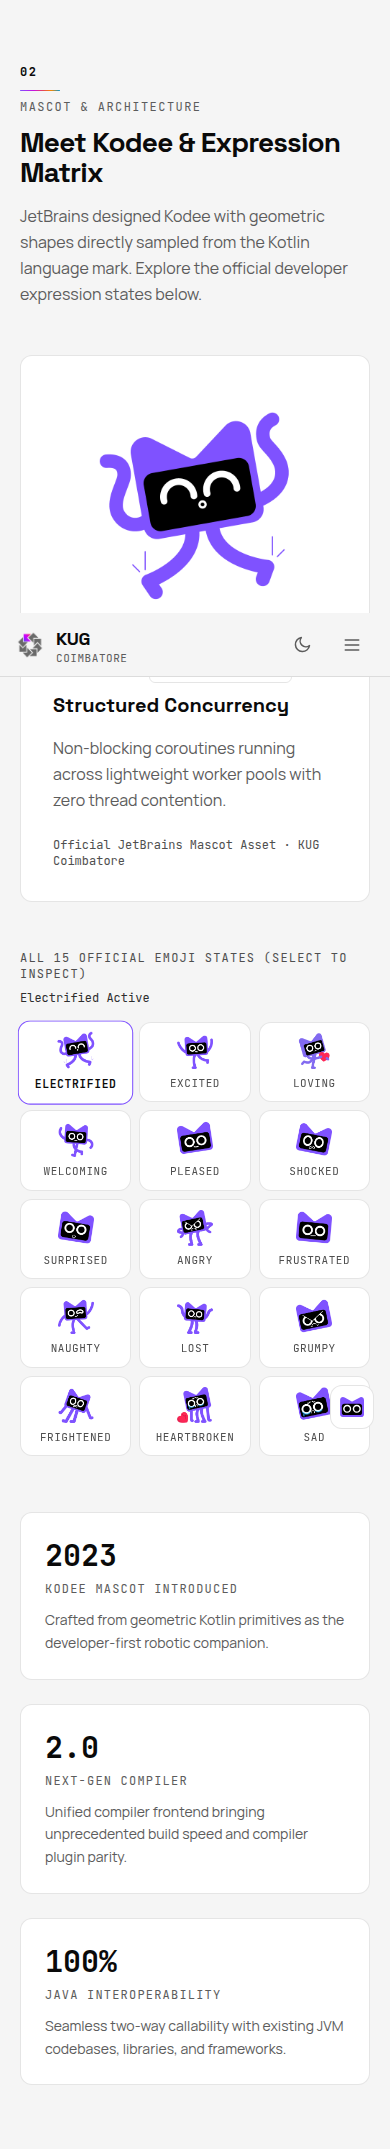 02
MASCOT & ARCHITECTURE
Meet Kodee & Expression
Matrix
JetBrains designed Kodee with geometric
shapes directly sampled from the Kotlin
language mark. Explore the official developer
expression states below.
KUG
COIMBATORE
Structured Concurrency
Non-blocking coroutines running
across lightweight worker pools with
zero thread contention.
Official JetBrains Mascot Asset · KUG
Coimbatore
ALL 15 OFFICIAL EMOJI STATES (SELECT TO
INSPECT)
Electrified Active
ELECTRIFIED
EXCITED
LOVING
WELCOMING
PLEASED
SHOCKED
SURPRISED
ANGRY
FRUSTRATED
NAUGHTY
LOST
GRUMPY
FRIGHTENED
HEARTBROKEN
SAD
2023
KODEE MASCOT INTRODUCED
Crafted from geometric Kotlin primitives as the
developer-first robotic companion.
2.0
NEXT-GEN COMPILER
Unified compiler frontend bringing
unprecedented build speed and compiler
plugin parity.
100%
JAVA INTEROPERABILITY
Seamless two-way callability with existing JVM
codebases, libraries, and frameworks.